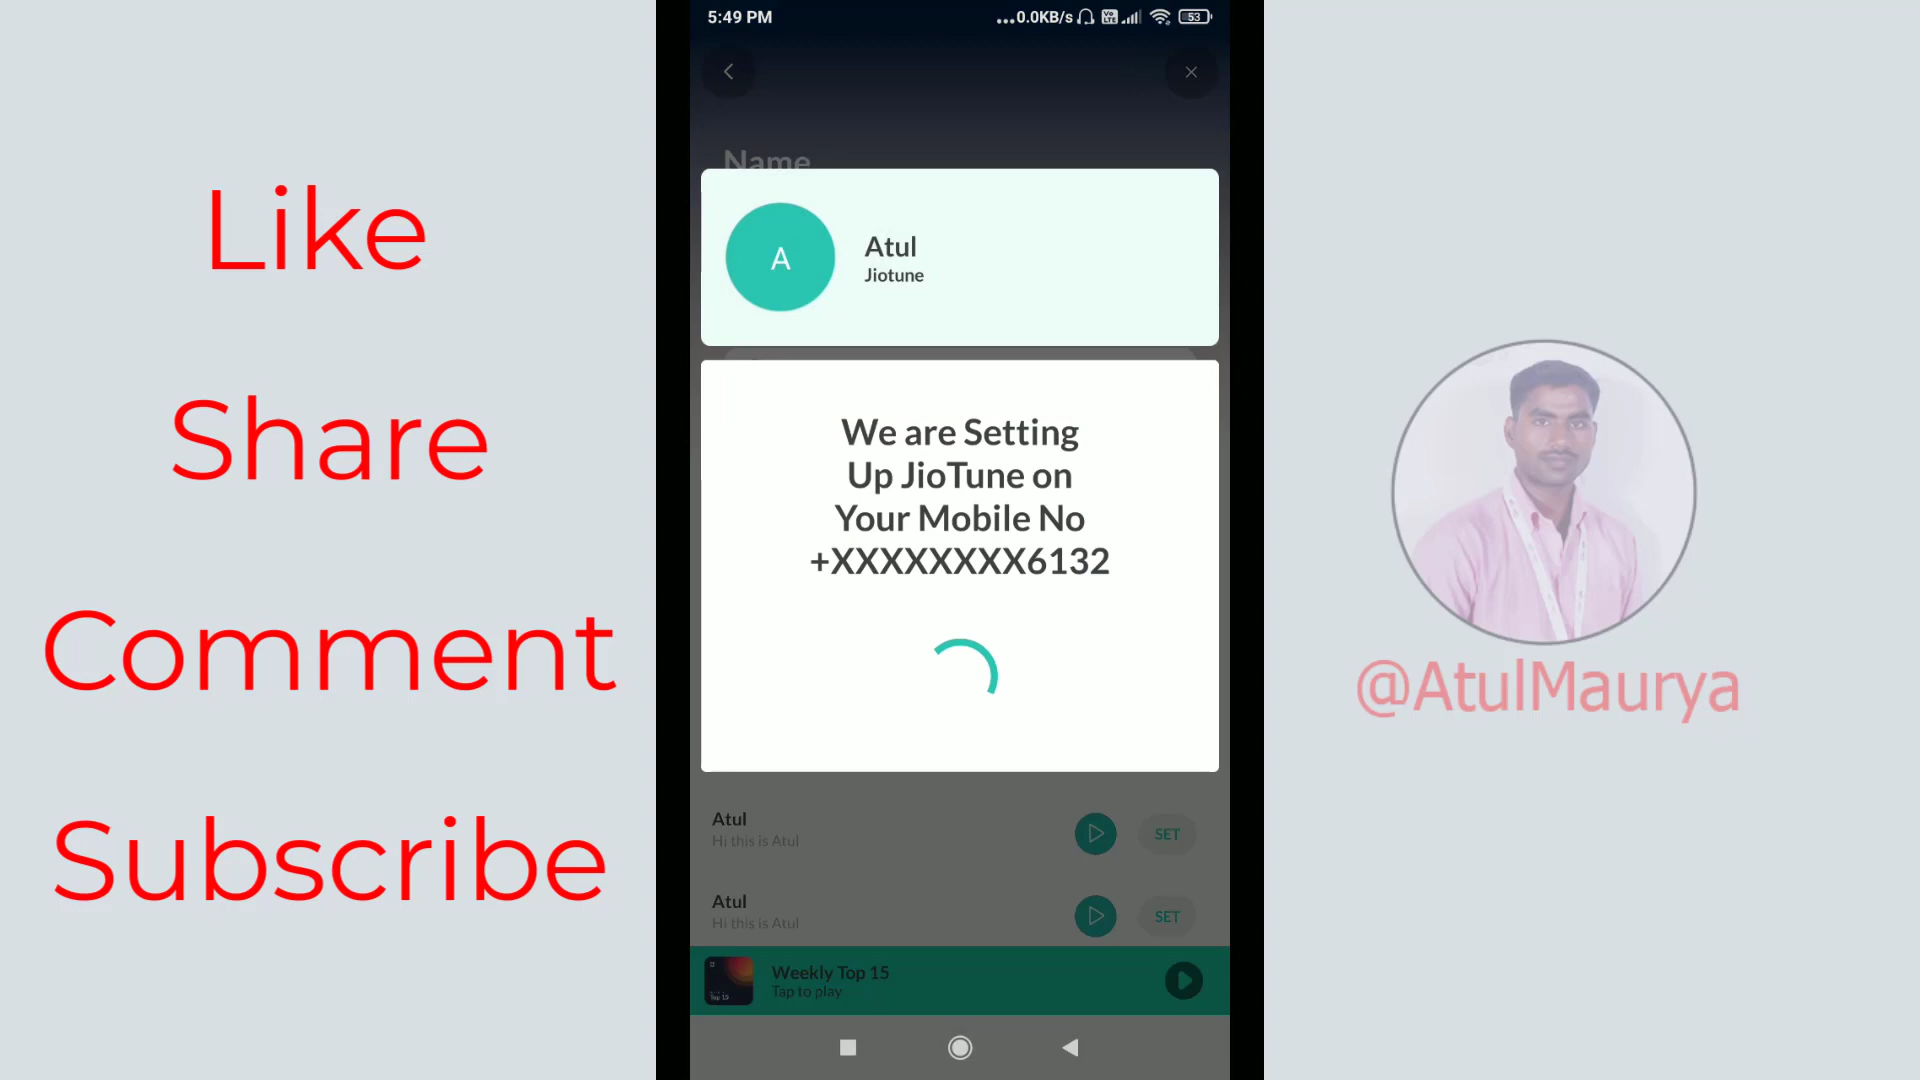 Like
Share
Comment
Subscribe
5:49 PM
...0.0KB/s
53
Name
A
Atul
Jiotune
We are Setting
Up JioTune on
Your Mobile No
+XXXXXXXX6132
Atul
Hi this is Atul
SET
Atul
Hi this is Atul
SET
Top 15
Weekly Top 15
Tap to play
@AtulMaurya